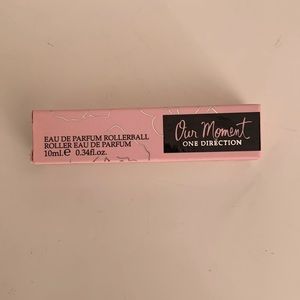 EAU DE PARFUM ROLLERBALL
ROLLER EAU DE PARFUM
10ml.e 0.34fl.oz.
Our Moment
ONE DIRECTION